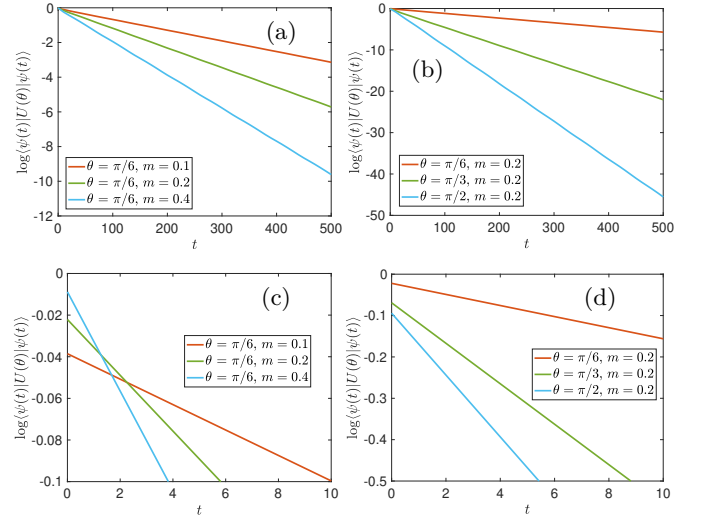 (a)
log⟨ψ(t)|U(θ)|ψ(t)⟩
0
-2
-4
-6
-8
-10
-12
θ = π/6, m = 0.1
θ = π/6, m = 0.2
θ = π/6, m = 0.4
0 100 200 300 400 500
t
(b)
log⟨ψ(t)|U(θ)|ψ(t)⟩
0
-10
-20
-30
-40
-50
θ = π/6, m = 0.2
θ = π/3, m = 0.2
θ = π/2, m = 0.2
0 100 200 300 400 500
t
(c)
log⟨ψ(t)|U(θ)|ψ(t)⟩
0
-0.02
-0.04
-0.06
-0.08
-0.1
θ = π/6, m = 0.1
θ = π/6, m = 0.2
θ = π/6, m = 0.4
0 2 4 6 8 10
t
(d)
log⟨ψ(t)|U(θ)|ψ(t)⟩
0
-0.1
-0.2
-0.3
-0.4
-0.5
θ = π/6, m = 0.2
θ = π/3, m = 0.2
θ = π/2, m = 0.2
0 2 4 6 8 10
t